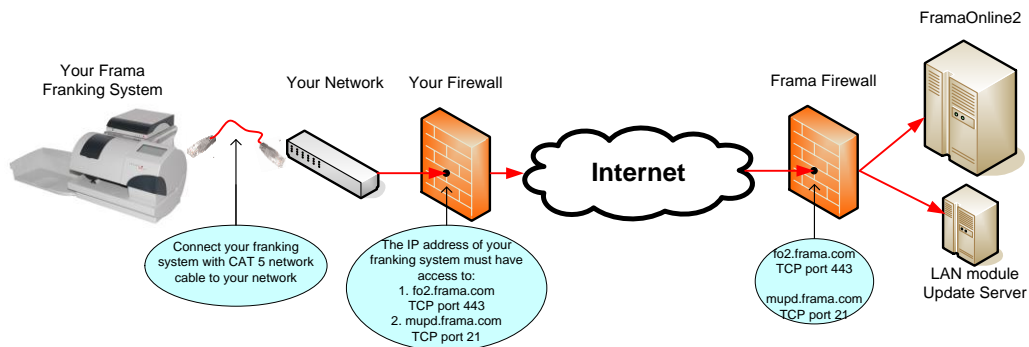 FramaOnline2
Your Frama
Franking System
Your Network
Your Firewall
Frama Firewall
Internet
Connect your franking
system with CAT 5 network
cable to your network
The IP address of your
franking system must have
access to:
1. fo2.frama.com
TCP port 443
2. mupd.frama.com
TCP port 21
fo2.frama.com
TCP port 443
mupd.frama.com
TCP port 21
LAN module
Update Server